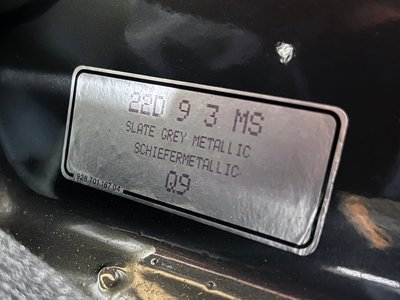 22D 9 3 MS
SLATE GREY METALLIC
SCHIEFERMETALLIC
Q9
928.701.167.04